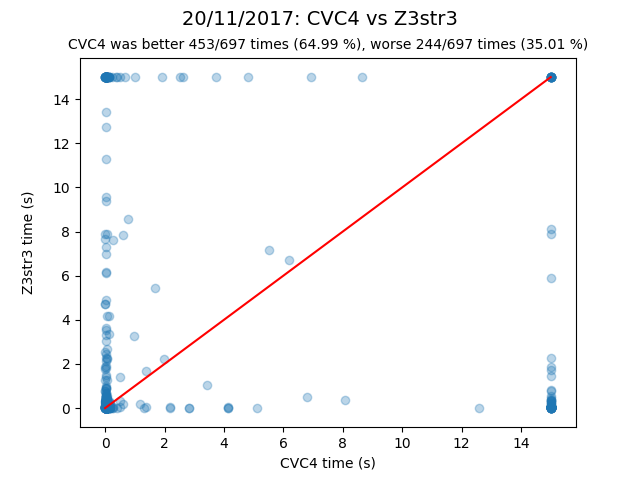 20/11/2017: CVC4 vs Z3str3
CVC4 was better 453/697 times (64.99 %), worse 244/697 times (35.01 %)
Z3str3 time (s)
14
12
10
8
6
4
2
0
0 2 4 6 8 10 12 14
CVC4 time (s)